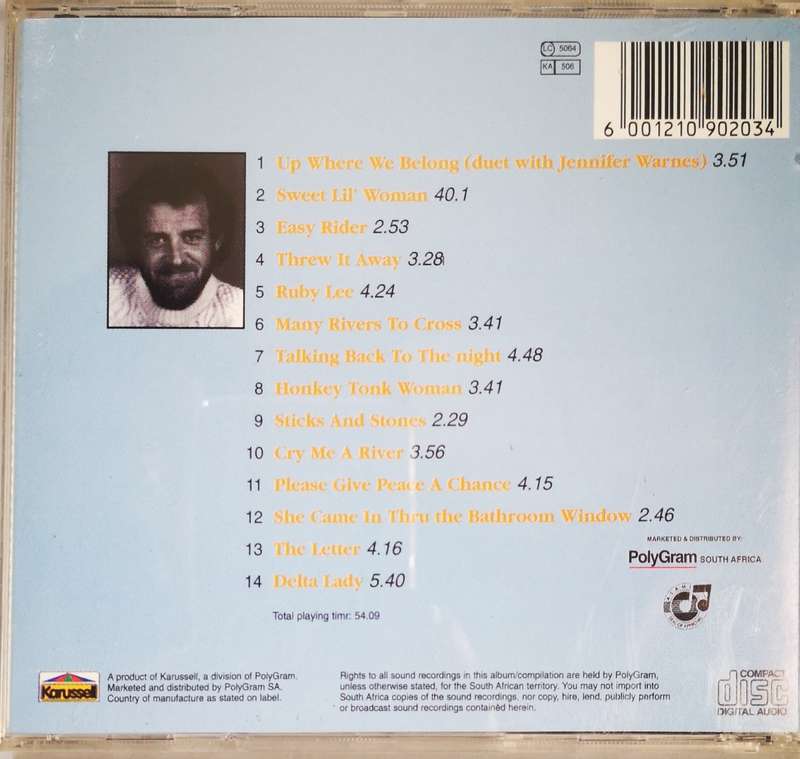 LC 5064
KA 506
6 001210 902034
1 Up Where We Belong (duet with Jennifer Warnes) 3.51
2 Sweet Lil' Woman 40.1
3 Easy Rider 2.53
4 Threw It Away 3.28
5 Ruby Lee 4.24
6 Many Rivers To Cross 3.41
7 Talking Back To The night 4.48
8 Honkey Tonk Woman 3.41
9 Sticks And Stones 2.29
10 Cry Me A River 3.56
11 Please Give Peace A Chance 4.15
12 She Came In Thru the Bathroom Window 2.46
13 The Letter 4.16
14 Delta Lady 5.40
Total playing timr: 54.09
MARKETED & DISTRIBUTED BY:
PolyGram SOUTH AFRICA
Karussell
A product of Karussell, a division of PolyGram.
Marketed and distributed by PolyGram SA.
Country of manufacture as stated on label.
Rights to all sound recordings in this album/compilation are held by PolyGram,
unless otherwise stated, for the South African territory. You may not import into
South Africa copies of the sound recordings, nor copy, hire, lend, publicly perform
or broadcast sound recordings contained herein.
COMPACT
disc
DIGITAL AUDIO